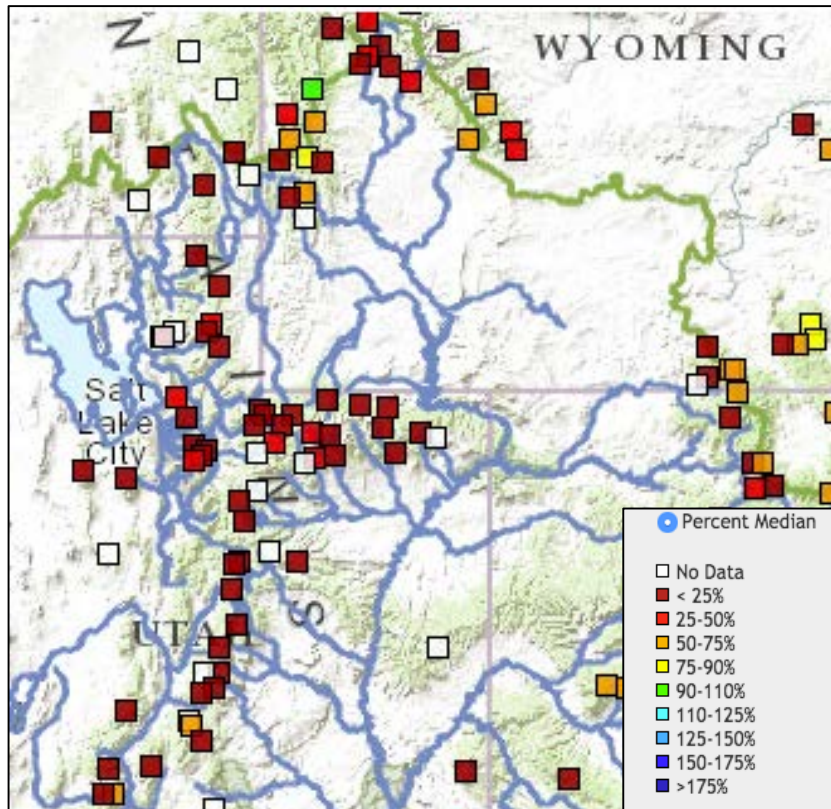 N
WYOMING
A
I
Salt
Lake
City
N
S
UTAH
Percent Median
No Data
< 25%
25-50%
50-75%
75-90%
90-110%
110-125%
125-150%
150-175%
>175%